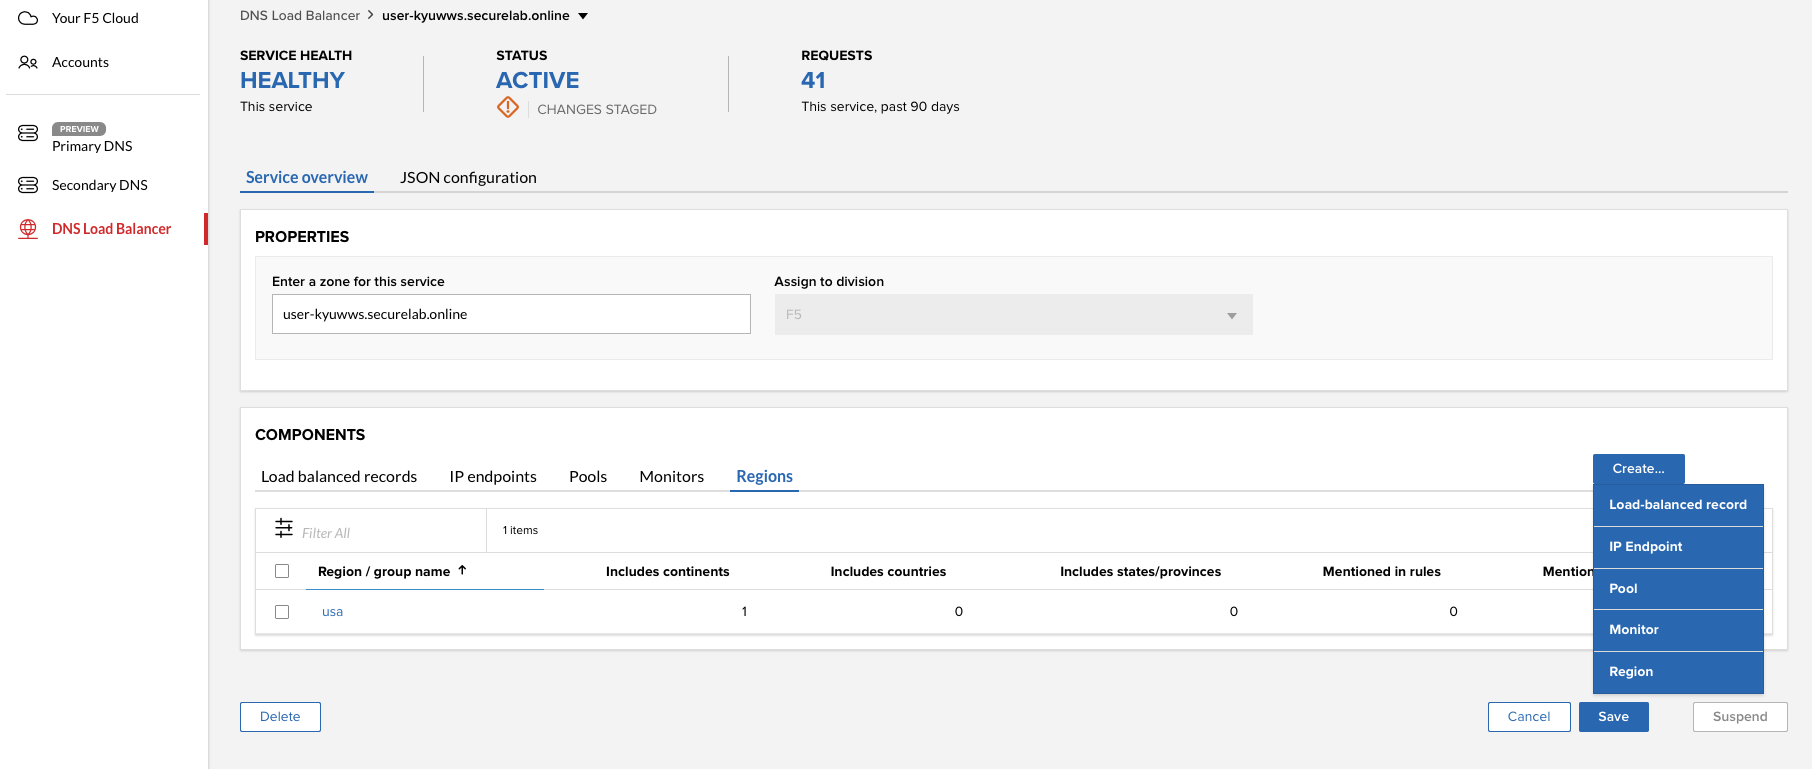 Your F5 Cloud
Accounts
PREVIEW
Primary DNS
Secondary DNS
DNS Load Balancer
DNS Load Balancer > user-kyuwws.securelab.online
SERVICE HEALTH
HEALTHY
This service
STATUS
ACTIVE
CHANGES STAGED
REQUESTS
41
This service, past 90 days
Service overview JSON configuration
PROPERTIES
Enter a zone for this service
user-kyuwws.securelab.online
Assign to division
F5
COMPONENTS
Load balanced records IP endpoints Pools Monitors Regions
Create...
Load-balanced record
IP Endpoint
Pool
Monitor
Region
Filter All
1 items
Region / group name ↑ Includes continents Includes countries Includes states/provinces Mentioned in rules Mention
usa 1 0 0 0
Delete Cancel Save Suspend